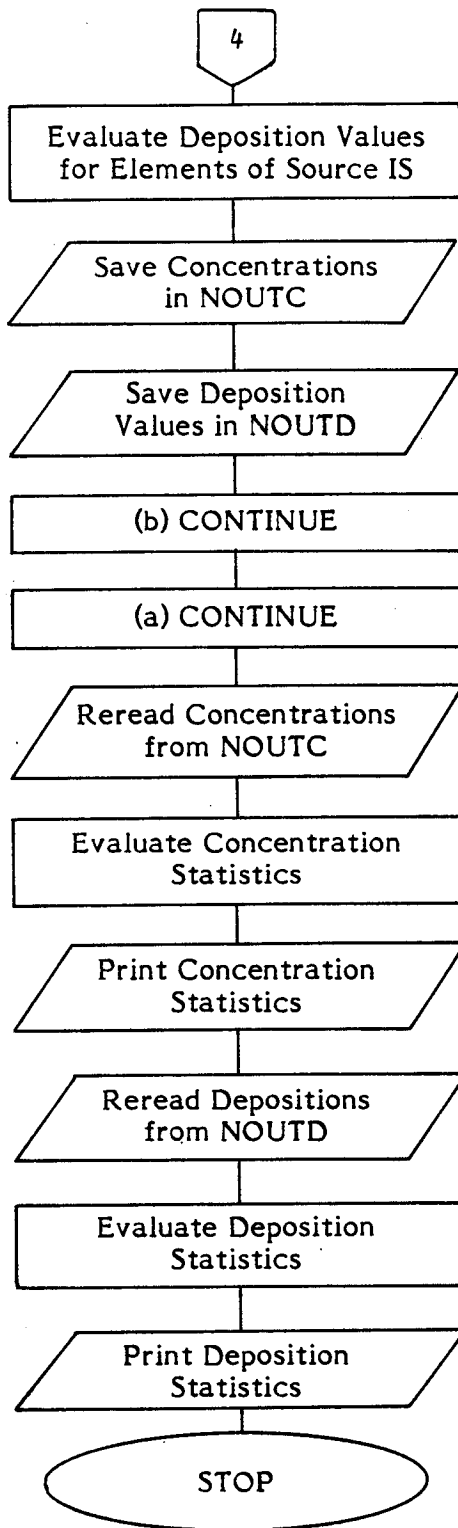 4
Evaluate Deposition Values
for Elements of Source IS
Save Concentrations
in NOUTC
Save Deposition
Values in NOUTD
(b) CONTINUE
(a) CONTINUE
Reread Concentrations
from NOUTC
Evaluate Concentration
Statistics
Print Concentration
Statistics
Reread Depositions
from NOUTD
Evaluate Deposition
Statistics
Print Deposition
Statistics
STOP